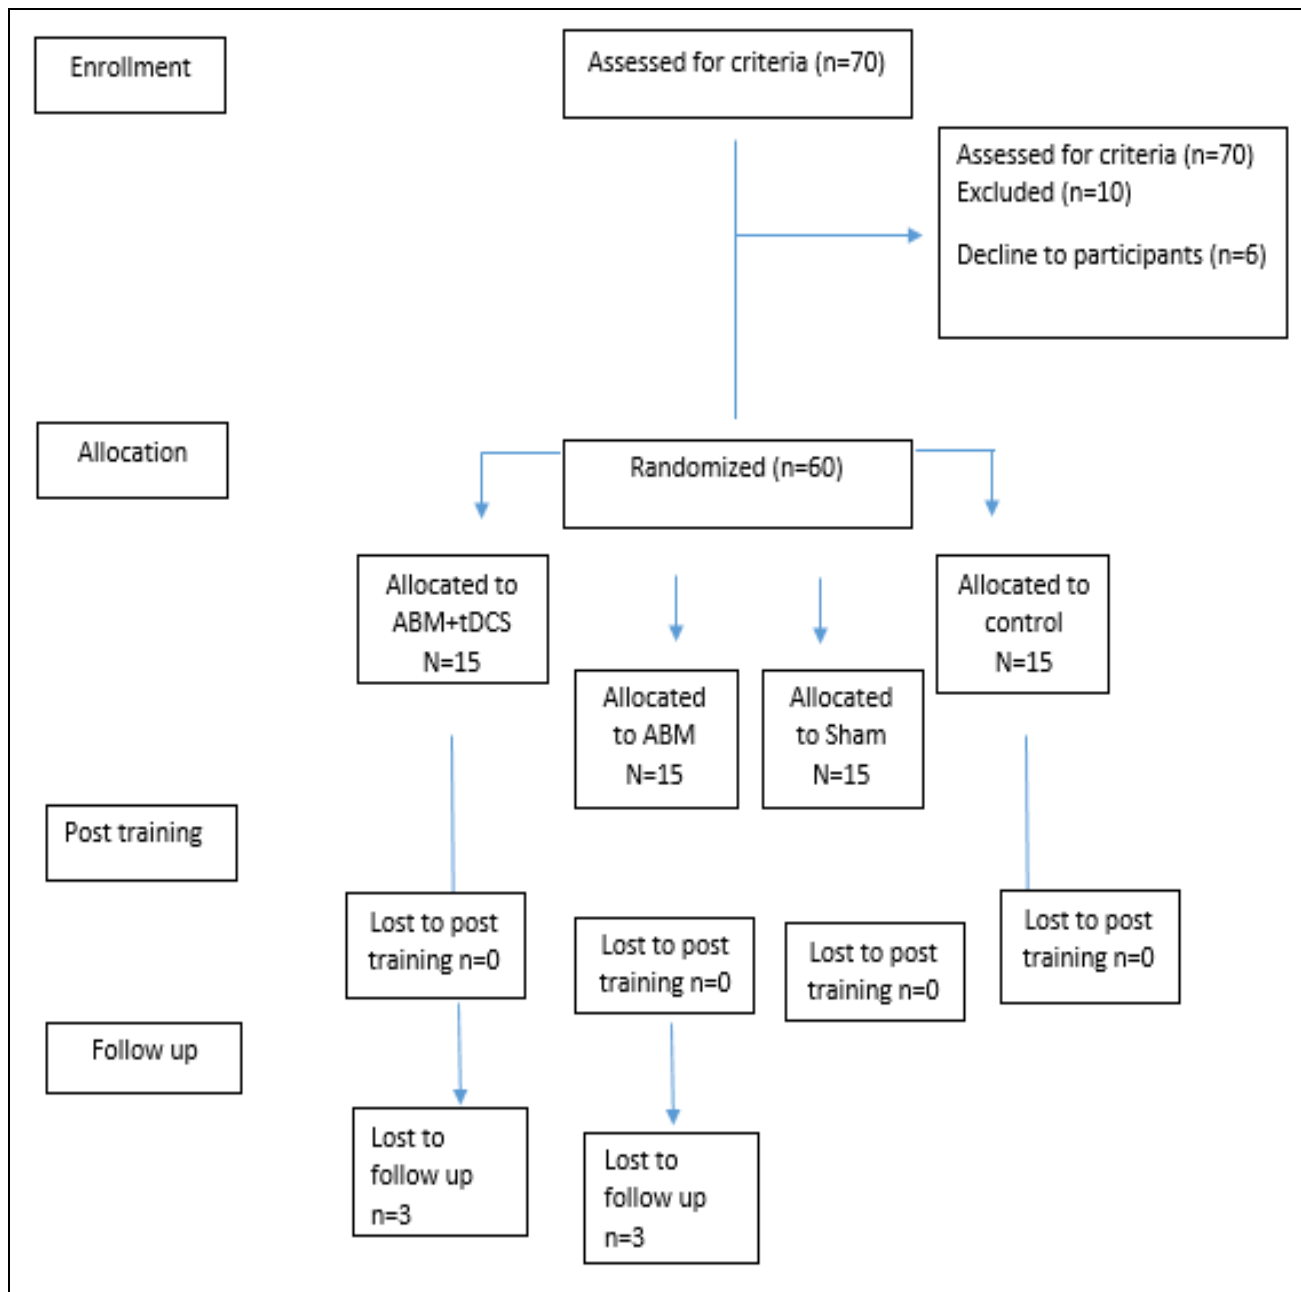 Enrollment
Assessed for criteria (n=70)
Assessed for criteria (n=70)
Excluded (n=10)
Decline to participants (n=6)
Allocation
Randomized (n=60)
Allocated to
ABM+tDCS
N=15
Allocated
to ABM
N=15
Allocated
to Sham
N=15
Allocated to
control
N=15
Post training
Lost to post
training n=0
Lost to post
training n=0
Lost to post
training n=0
Lost to post
training n=0
Follow up
Lost to
follow up
n=3
Lost to
follow up
n=3